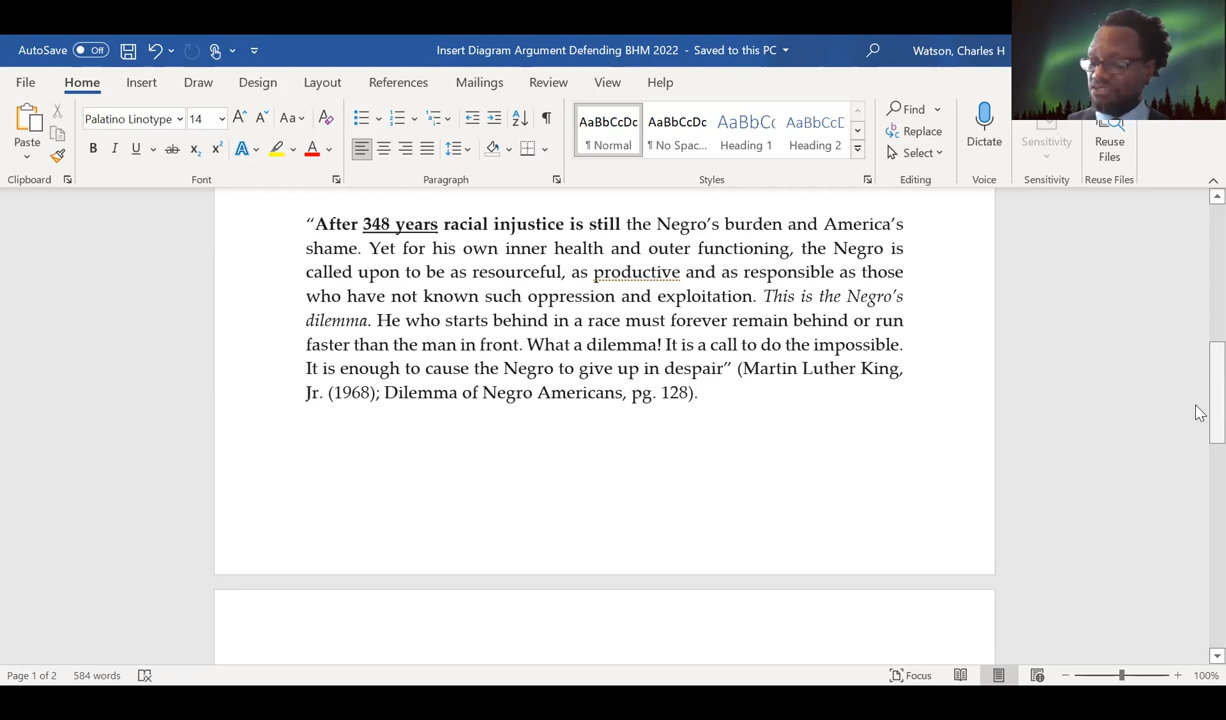 AutoSave Off
Insert Diagram Argument Defending BHM 2022 - Saved to this PC
Watson, Charles H
File Home Insert Draw Design Layout References Mailings Review View Help
Palatino Linotype 14 Aa
AaBbCcDc AaBbCcDc AaBbCc AaBbCcD
Find
Paste
Replace
Dictate Sensitivity Reuse Files
B I U ab x₂ x² A A
¶ Normal ¶ No Spac... Heading 1 Heading 2
Select
Clipboard Font Paragraph Styles Editing Voice Sensitivity Reuse Files
“After 348 years racial injustice is still the Negro’s burden and America’s
shame. Yet for his own inner health and outer functioning, the Negro is
called upon to be as resourceful, as productive and as responsible as those
who have not known such oppression and exploitation. This is the Negro’s
dilemma. He who starts behind in a race must forever remain behind or run
faster than the man in front. What a dilemma! It is a call to do the impossible.
It is enough to cause the Negro to give up in despair” (Martin Luther King,
Jr. (1968); Dilemma of Negro Americans, pg. 128).
Page 1 of 2 584 words Focus 100%